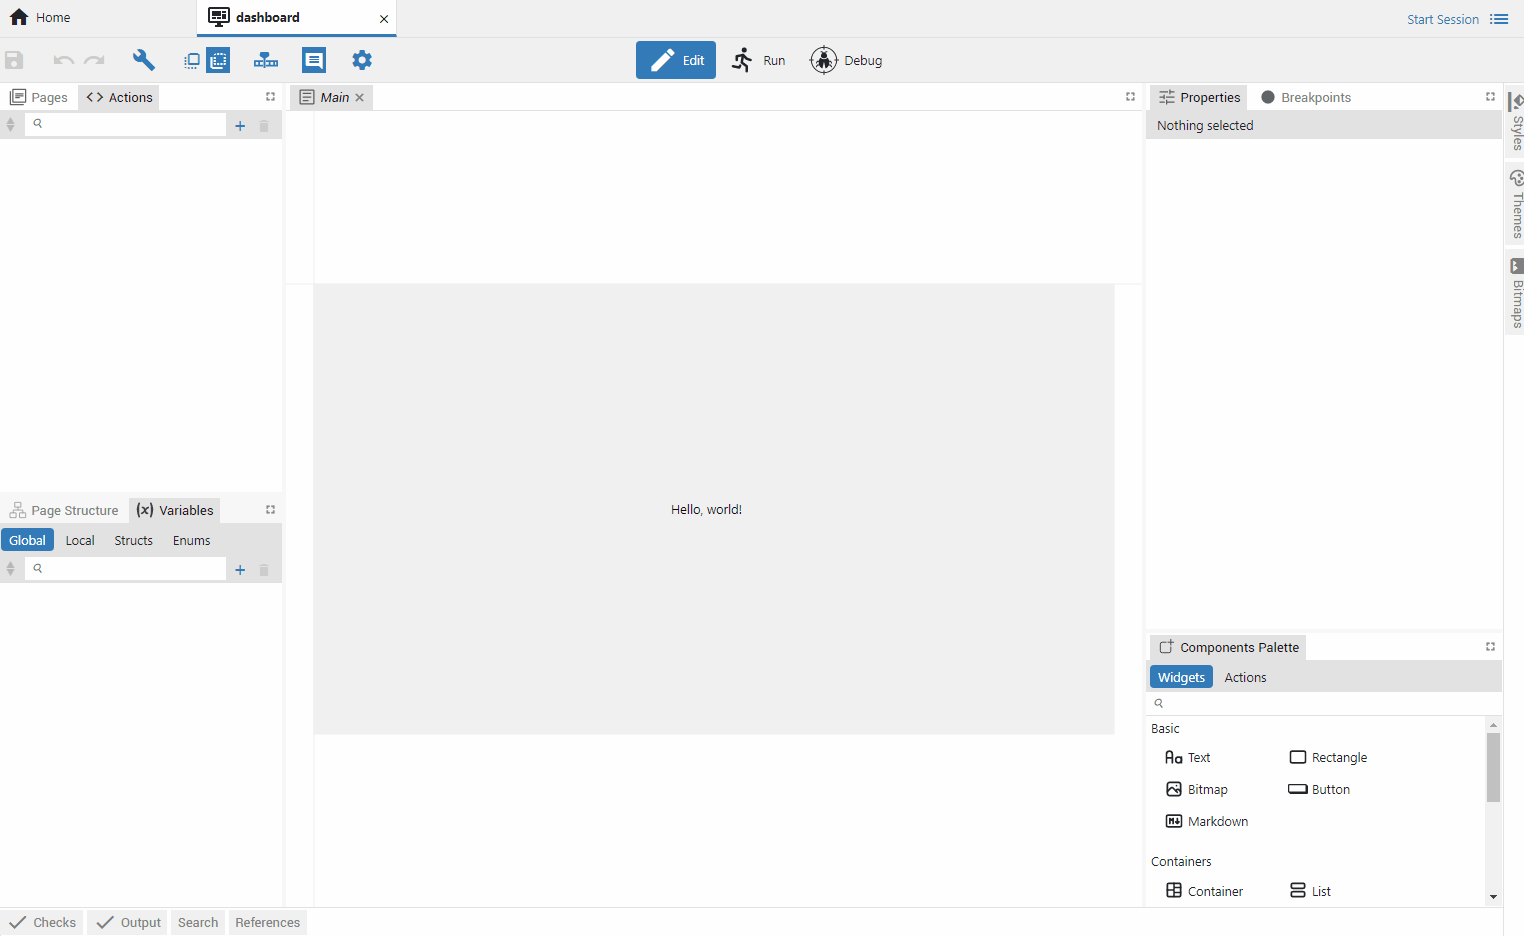 Home
dashboard
Start Session
Edit
Run
Debug
Pages
Actions
Main
Properties
Breakpoints
Nothing selected
Styles
Themes
Bitmaps
Hello, world!
Page Structure
(x) Variables
Global
Local
Structs
Enums
Components Palette
Widgets
Actions
Basic
Aa Text
Rectangle
Bitmap
Button
M Markdown
Containers
Container
List
Checks
Output
Search
References